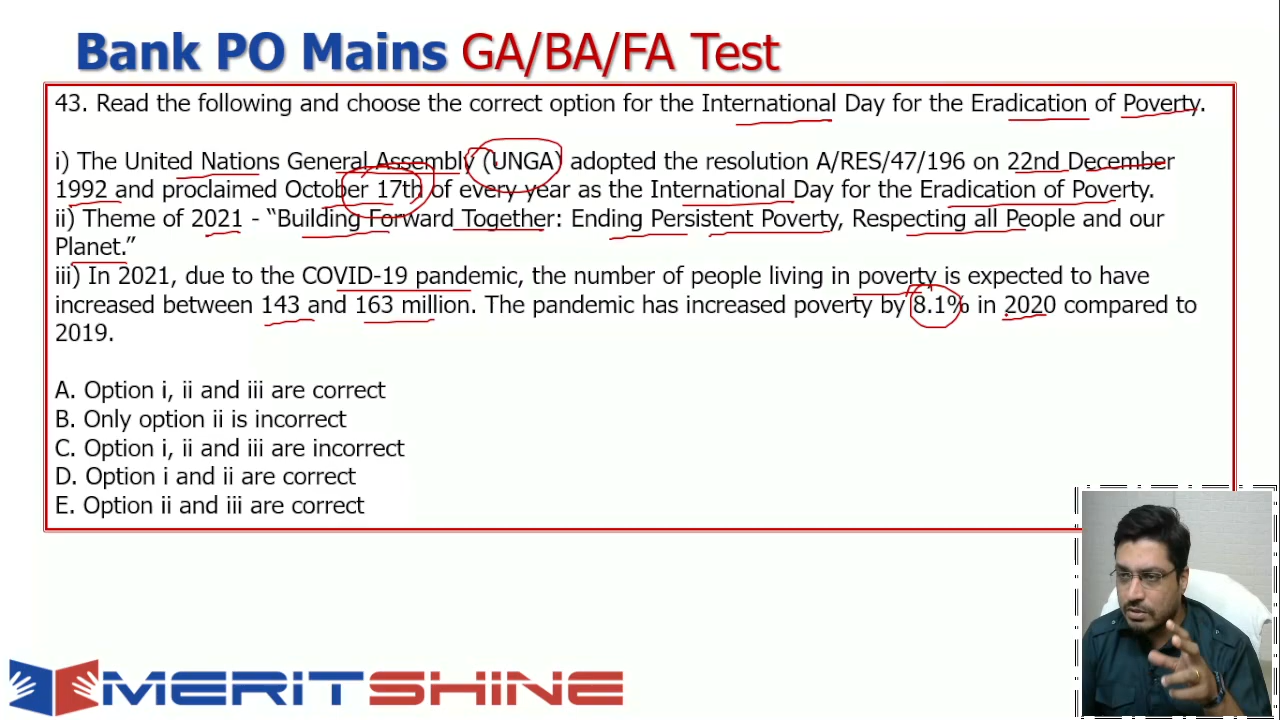 Bank PO Mains GA/BA/FA Test
43. Read the following and choose the correct option for the International Day for the Eradication of Poverty.
i) The United Nations General Assembly (UNGA) adopted the resolution A/RES/47/196 on 22nd December
1992 and proclaimed October 17th of every year as the International Day for the Eradication of Poverty.
ii) Theme of 2021 - “Building Forward Together: Ending Persistent Poverty, Respecting all People and our
Planet.”
iii) In 2021, due to the COVID-19 pandemic, the number of people living in poverty is expected to have
increased between 143 and 163 million. The pandemic has increased poverty by 8.1% in 2020 compared to
2019.
A. Option i, ii and iii are correct
B. Only option ii is incorrect
C. Option i, ii and iii are incorrect
D. Option i and ii are correct
E. Option ii and iii are correct
MERITSHINE